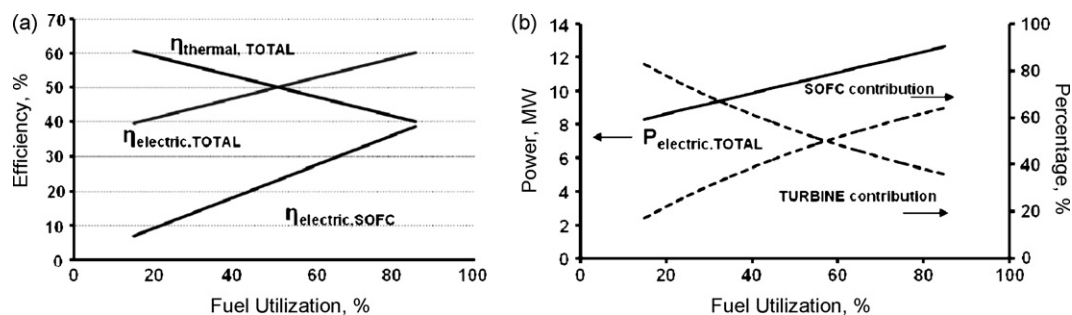 (a)
70
60
50
40
30
20
10
0
Efficiency, %
ηthermal, TOTAL
ηelectric.TOTAL
ηelectric,SOFC
0 20 40 60 80 100
Fuel Utilization, %
(b)
14
12
10
8
6
4
2
0
Power, MW
SOFC contribution
Pelectric.TOTAL
TURBINE contribution
100
80
60
40
20
0
Percentage, %
0 20 40 60 80 100
Fuel Utilization, %